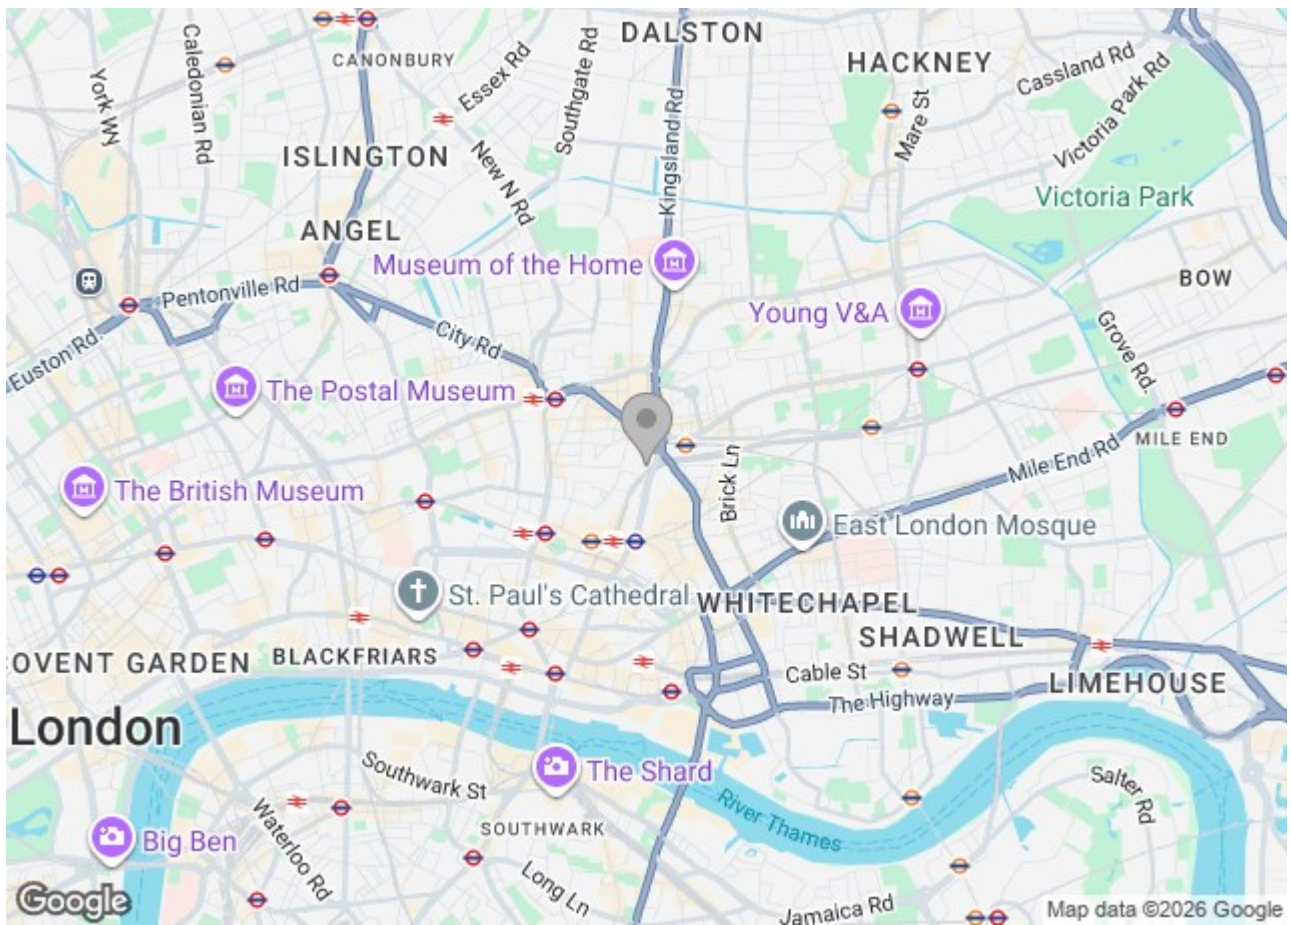 DALSTON
HACKNEY
CANONBURY
Essex Rd
Southgate Rd
Caledonian Rd
York Wy
Cassland Rd
Victoria Park Rd
Mare St
Kingsland Rd
ISLINGTON
New N Rd
Victoria Park
ANGEL
Museum of the Home
BOW
Pentonville Rd
Young V&A
City Rd
Grove Rd.
Euston Rd.
The Postal Museum
MILE END
Mile End Rd
Brick Ln
The British Museum
East London Mosque
St. Paul's Cathedral
WHITECHAPEL
SHADWELL
OVENT GARDEN
BLACKFRIARS
Cable St
LIMEHOUSE
The Highway
London
The Shard
Southwark St
Salter Rd
River Thames
SOUTHWARK
Big Ben
Waterloo Rd
Long Ln
Jamaica Rd
Google
Map data ©2026 Google